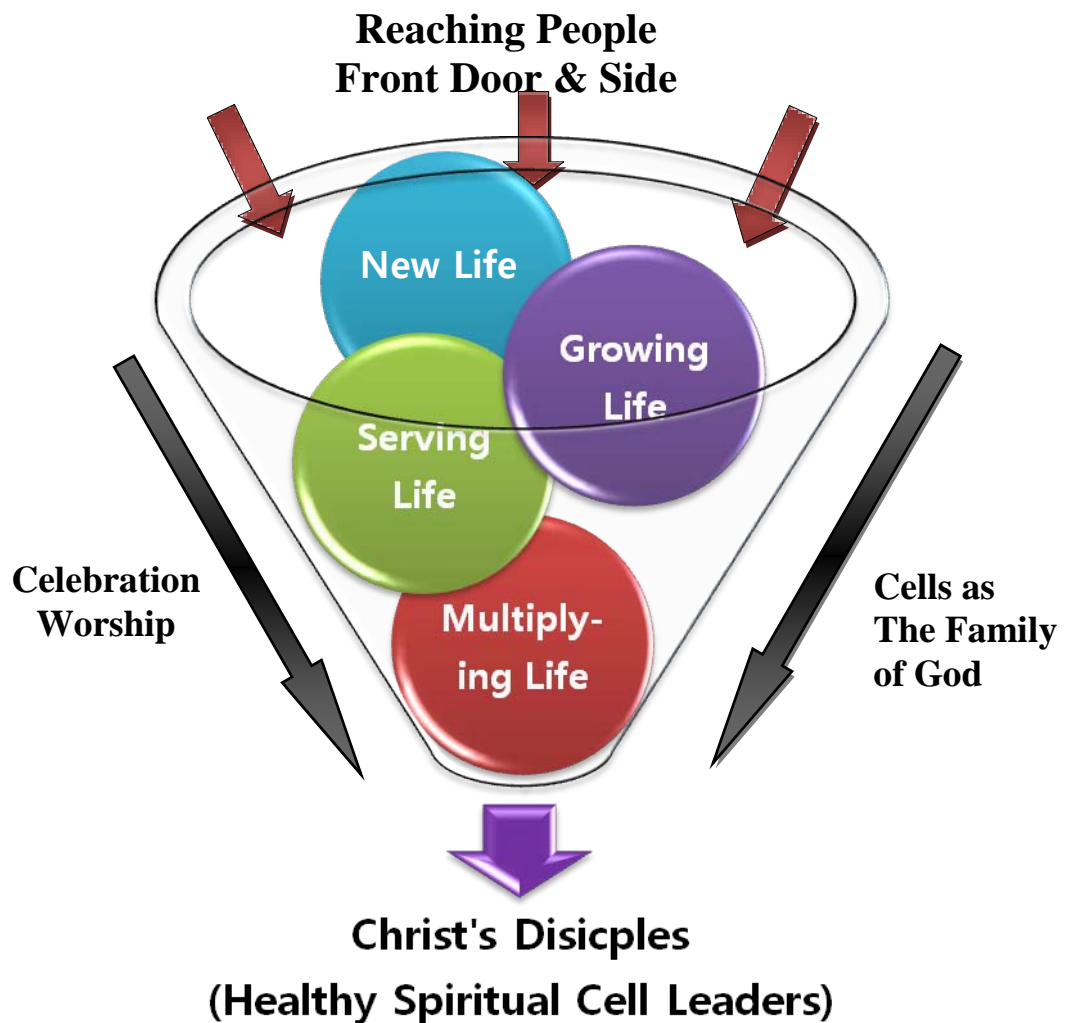 Reaching People
Front Door & Side
New Life
Growing
Life
Serving
Life
Celebration
Worship
Cells as
The Family
of God
Multiply-
ing Life
Christ's Disicples
(Healthy Spiritual Cell Leaders)